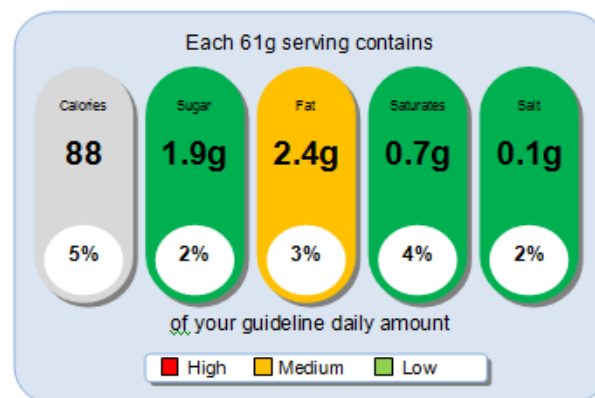 Each 61g serving contains
Calories Sugar Fat Saturates Salt
88 1.9g 2.4g 0.7g 0.1g
5% 2% 3% 4% 2%
of your guideline daily amount
High Medium Low